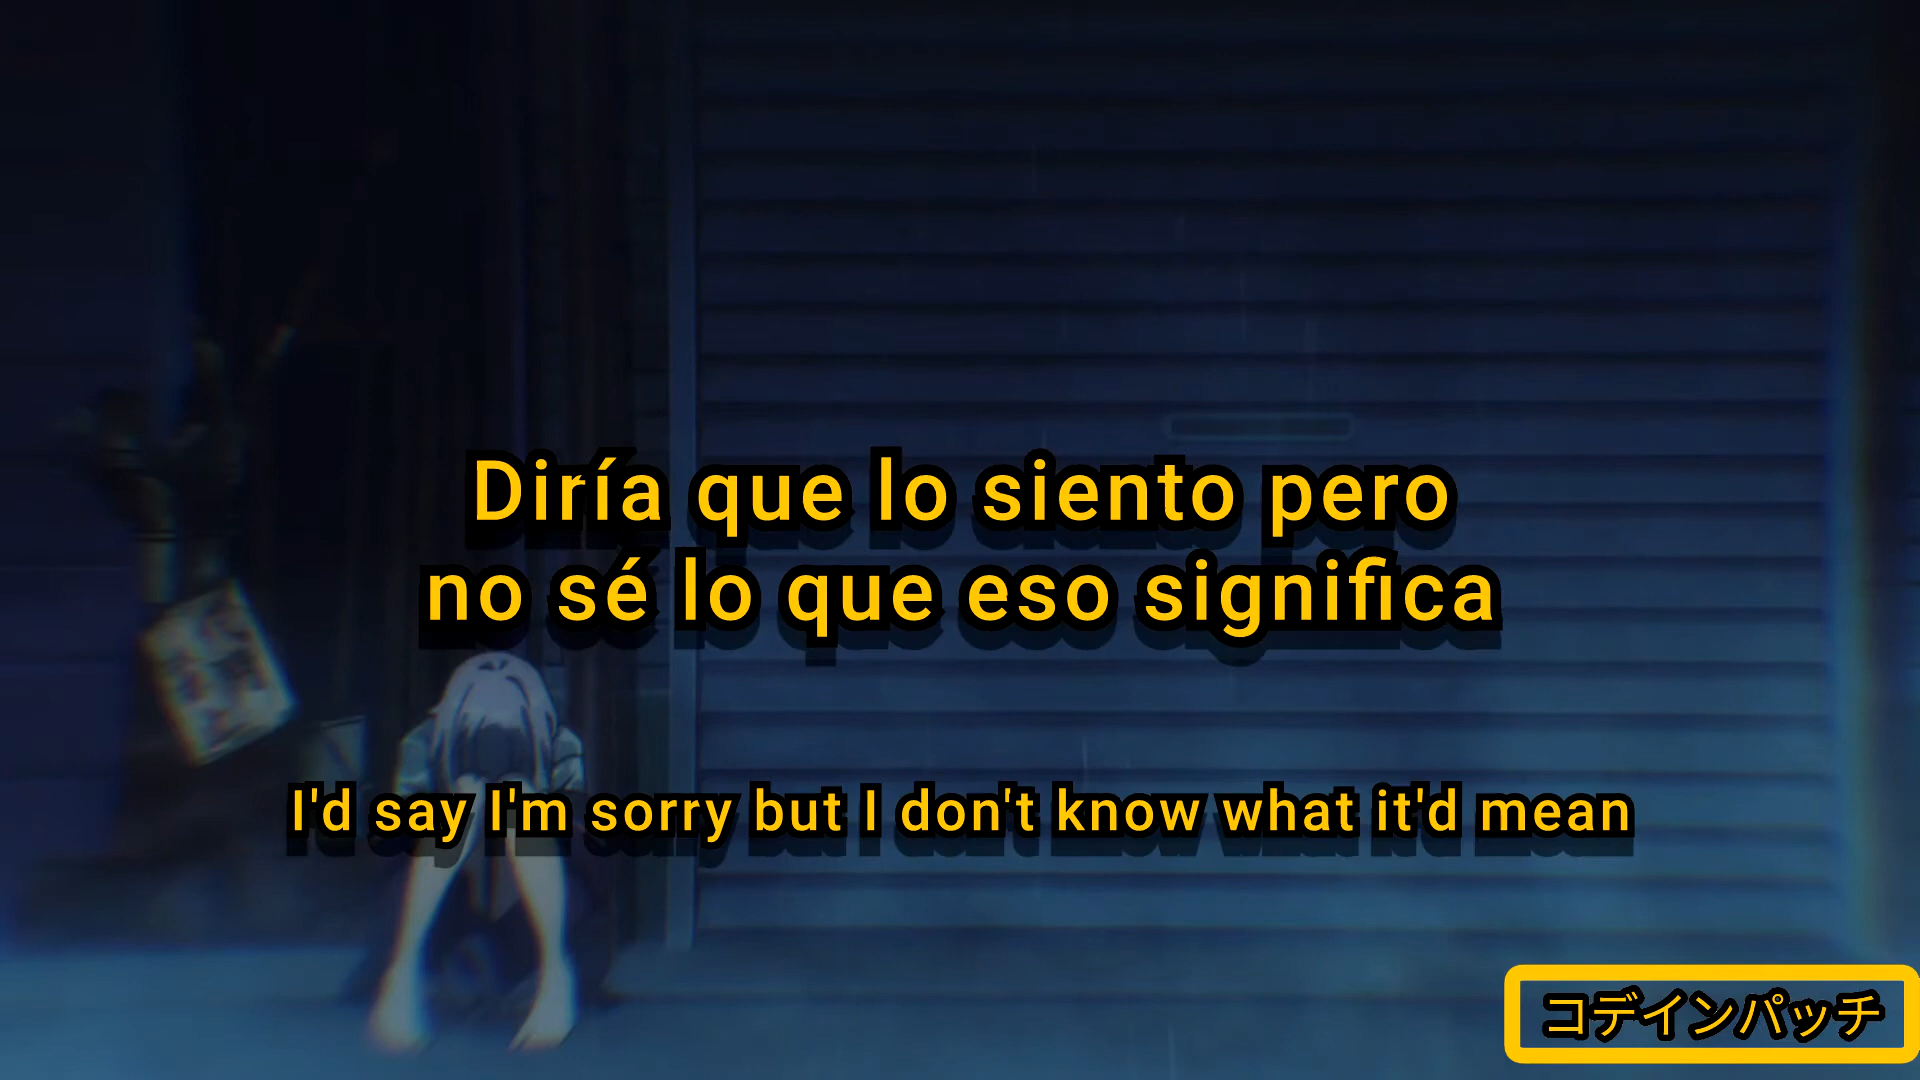 Diría que lo siento pero
no sé lo que eso significa
I'd say I'm sorry but I don't know what it'd mean
コデインパッチ